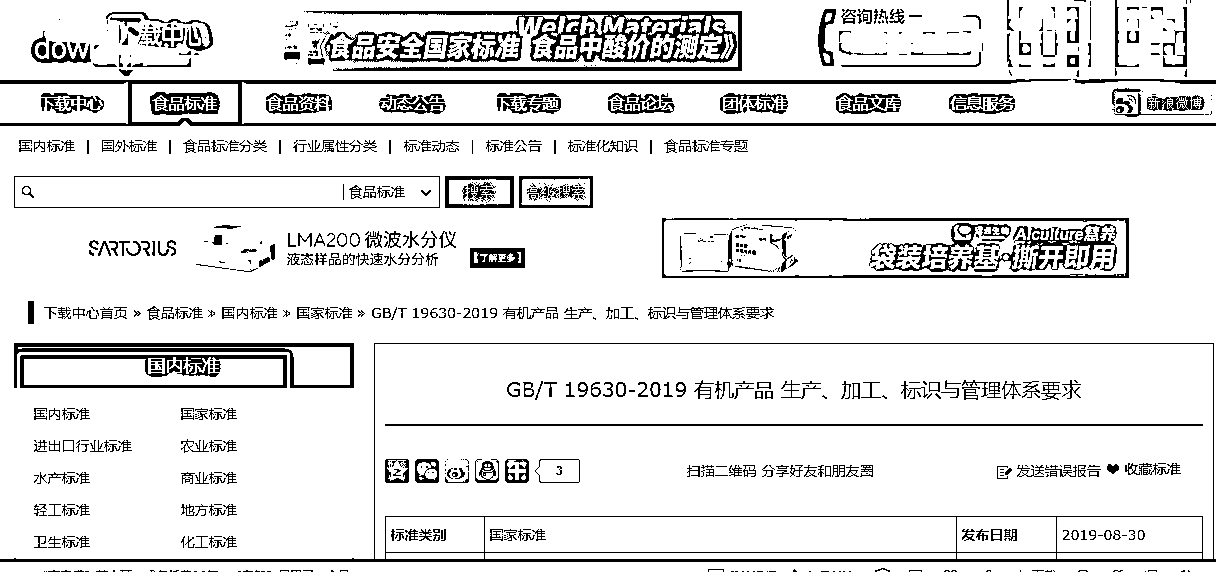 dow 下载中心
Welch Materials
《食品安全国家标准 食品中酸价的测定》
咨询热线
下载中心 食品标准 食品资料 动态公告 下载专题 食品论坛 团体标准 食品文库 信息服务 新浪微博
国内标准 | 国外标准 | 食品标准分类 | 行业属性分类 | 标准动态 | 标准公告 | 标准化知识 | 食品标准专题
食品标准 搜索 高级搜索
SARTORIUS LMA200 微波水分仪
液态样品的快速水分分析 【了解更多】
AIculture
袋装培养基·撕开即用
下载中心首页 » 食品标准 » 国内标准 » 国家标准 » GB/T 19630-2019 有机产品 生产、加工、标识与管理体系要求
国内标准
GB/T 19630-2019 有机产品 生产、加工、标识与管理体系要求
国内标准 国家标准
进出口行业标准 农业标准
水产标准 商业标准
轻工标准 地方标准
卫生标准 化工标准
3 扫描二维码 分享好友和朋友圈 发送错误报告 收藏标准
标准类别 国家标准 发布日期 2019-08-30